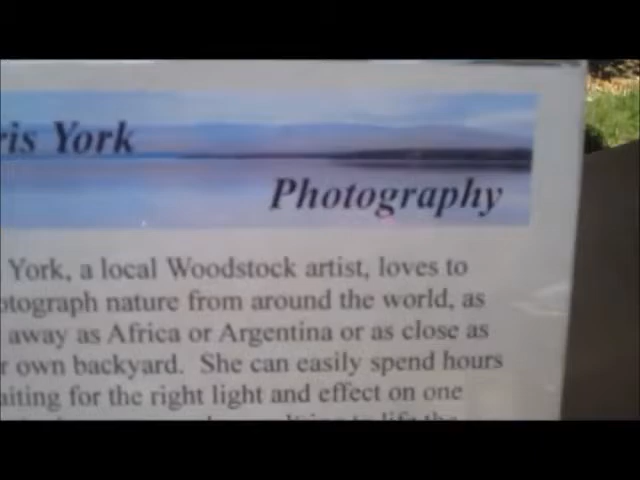 ris York
Photography
York, a local Woodstock artist, loves to
otograph nature from around the world, as
away as Africa or Argentina or as close as
r own backyard. She can easily spend hours
aiting for the right light and effect on one